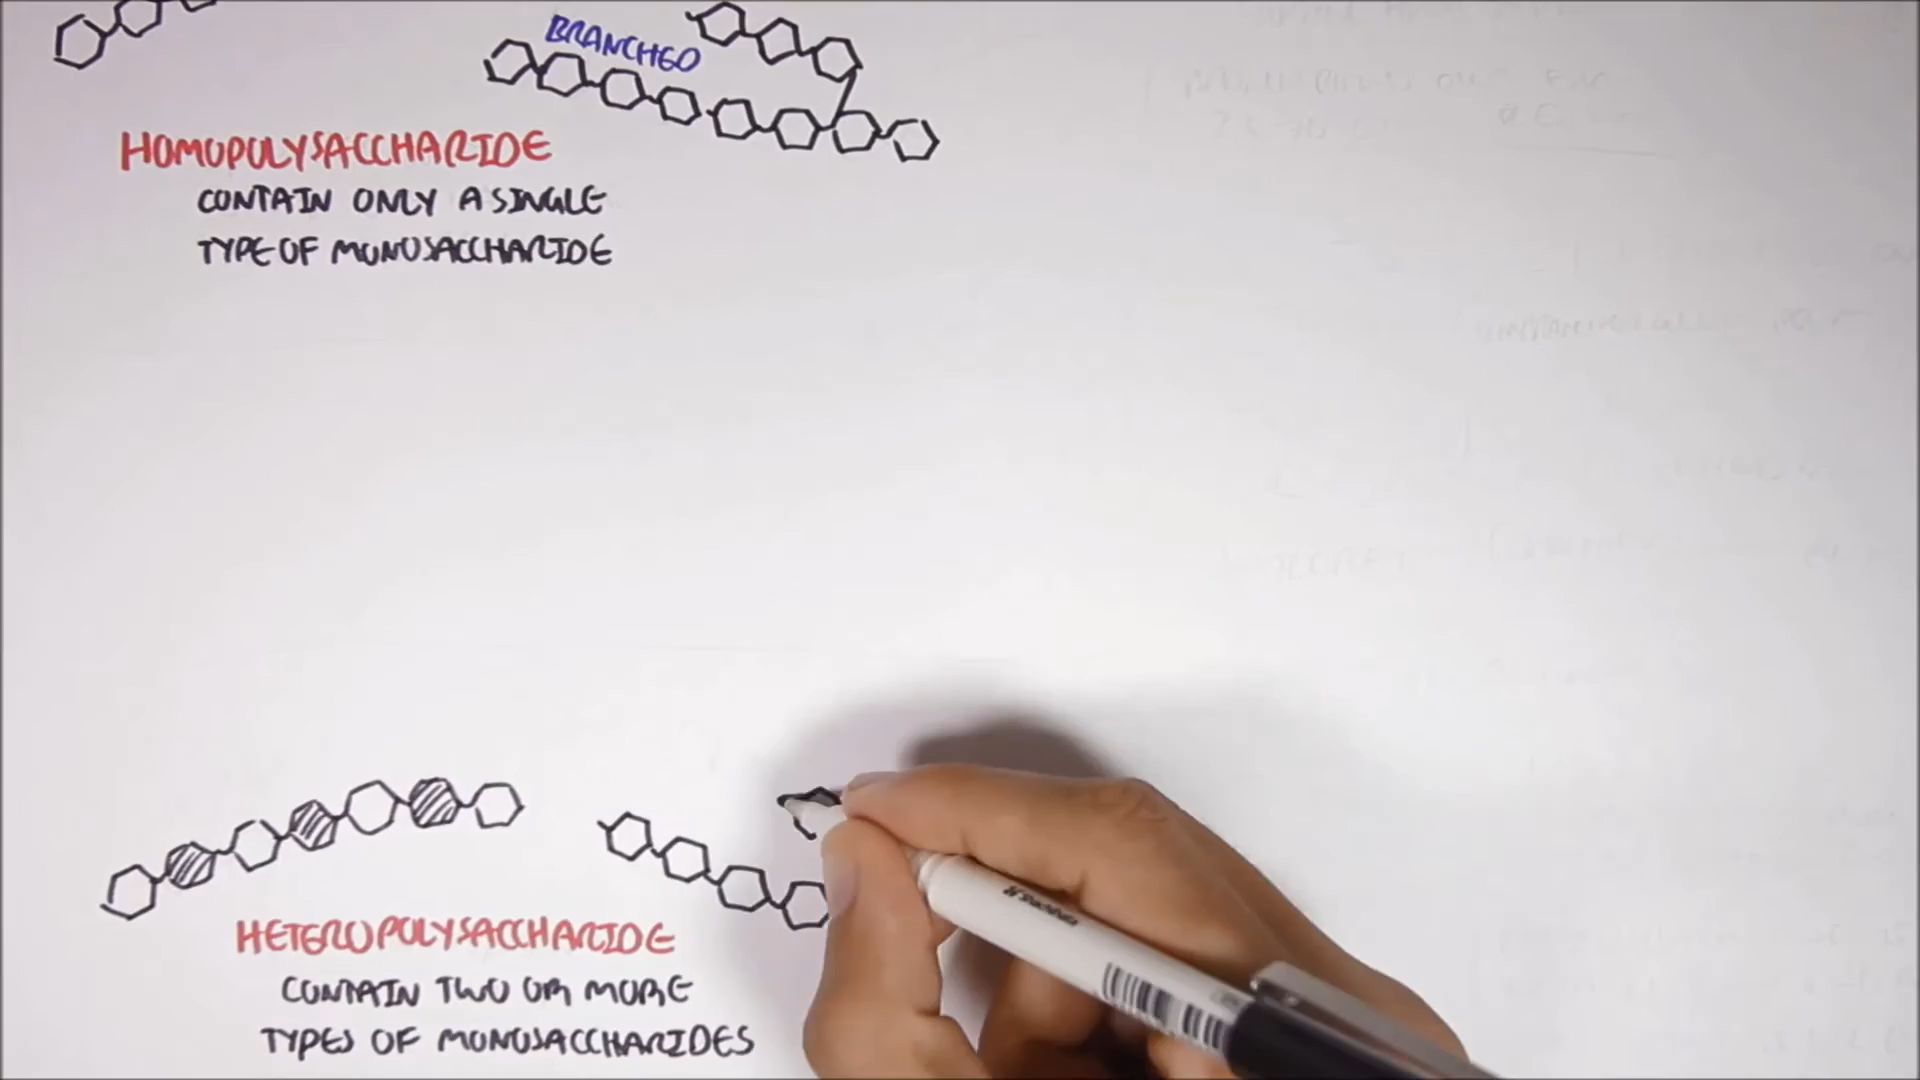 BRANCHED
HOMOPOLYSACCHARIDE
CONTAIN ONLY A SINGLE
TYPE OF MONOSACCHARIDE
HETEROPOLYSACCHARIDE
CONTAIN TWO OR MORE
TYPES OF MONOSACCHARIDES